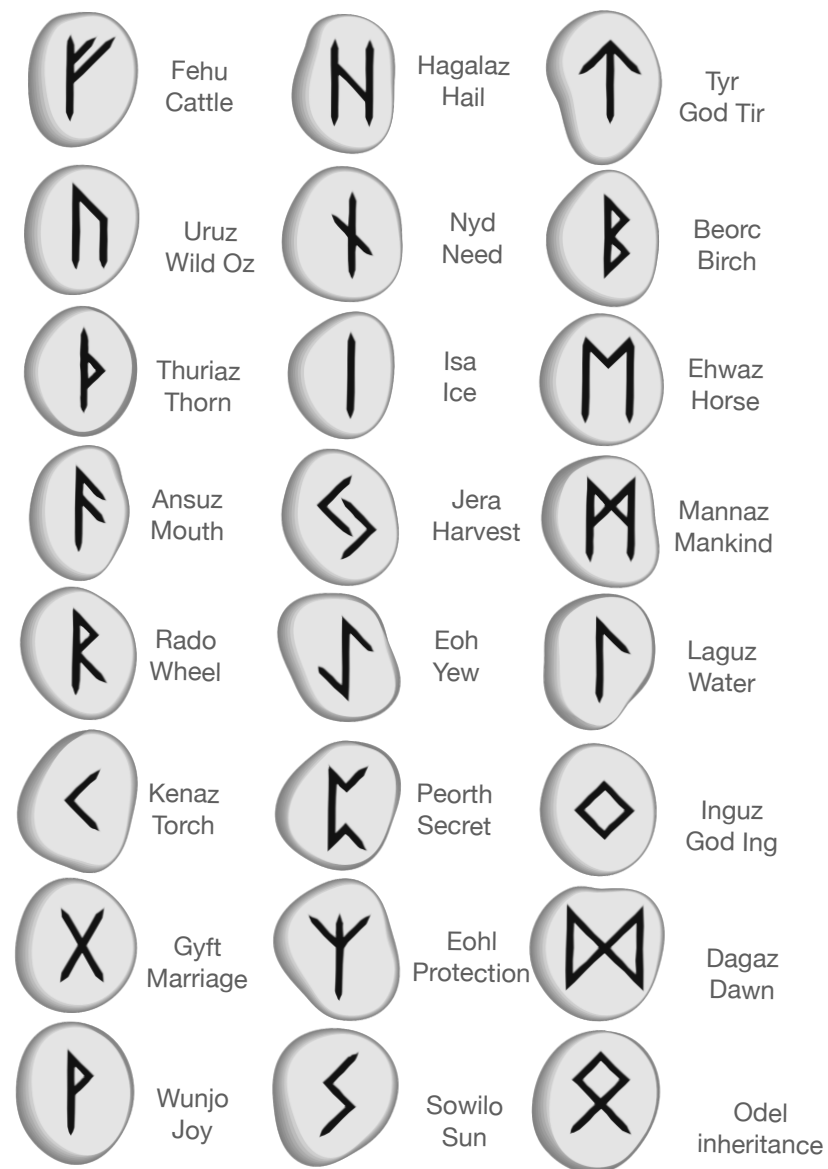 ᚠ
Fehu
Cattle
ᚢ
Uruz
Wild Oz
ᚦ
Thuriaz
Thorn
ᚨ
Ansuz
Mouth
ᚱ
Rado
Wheel
ᚲ
Kenaz
Torch
ᚷ
Gyft
Marriage
ᚹ
Wunjo
Joy
ᚺ
Hagalaz
Hail
ᚾ
Nyd
Need
ᛁ
Isa
Ice
ᛃ
Jera
Harvest
ᛇ
Eoh
Yew
ᛈ
Peorth
Secret
ᛉ
Eohl
Protection
ᛊ
Sowilo
Sun
ᛏ
Tyr
God Tir
ᛒ
Beorc
Birch
ᛖ
Ehwaz
Horse
ᛗ
Mannaz
Mankind
ᛚ
Laguz
Water
ᛜ
Inguz
God Ing
ᛞ
Dagaz
Dawn
ᛟ
Odel
inheritance